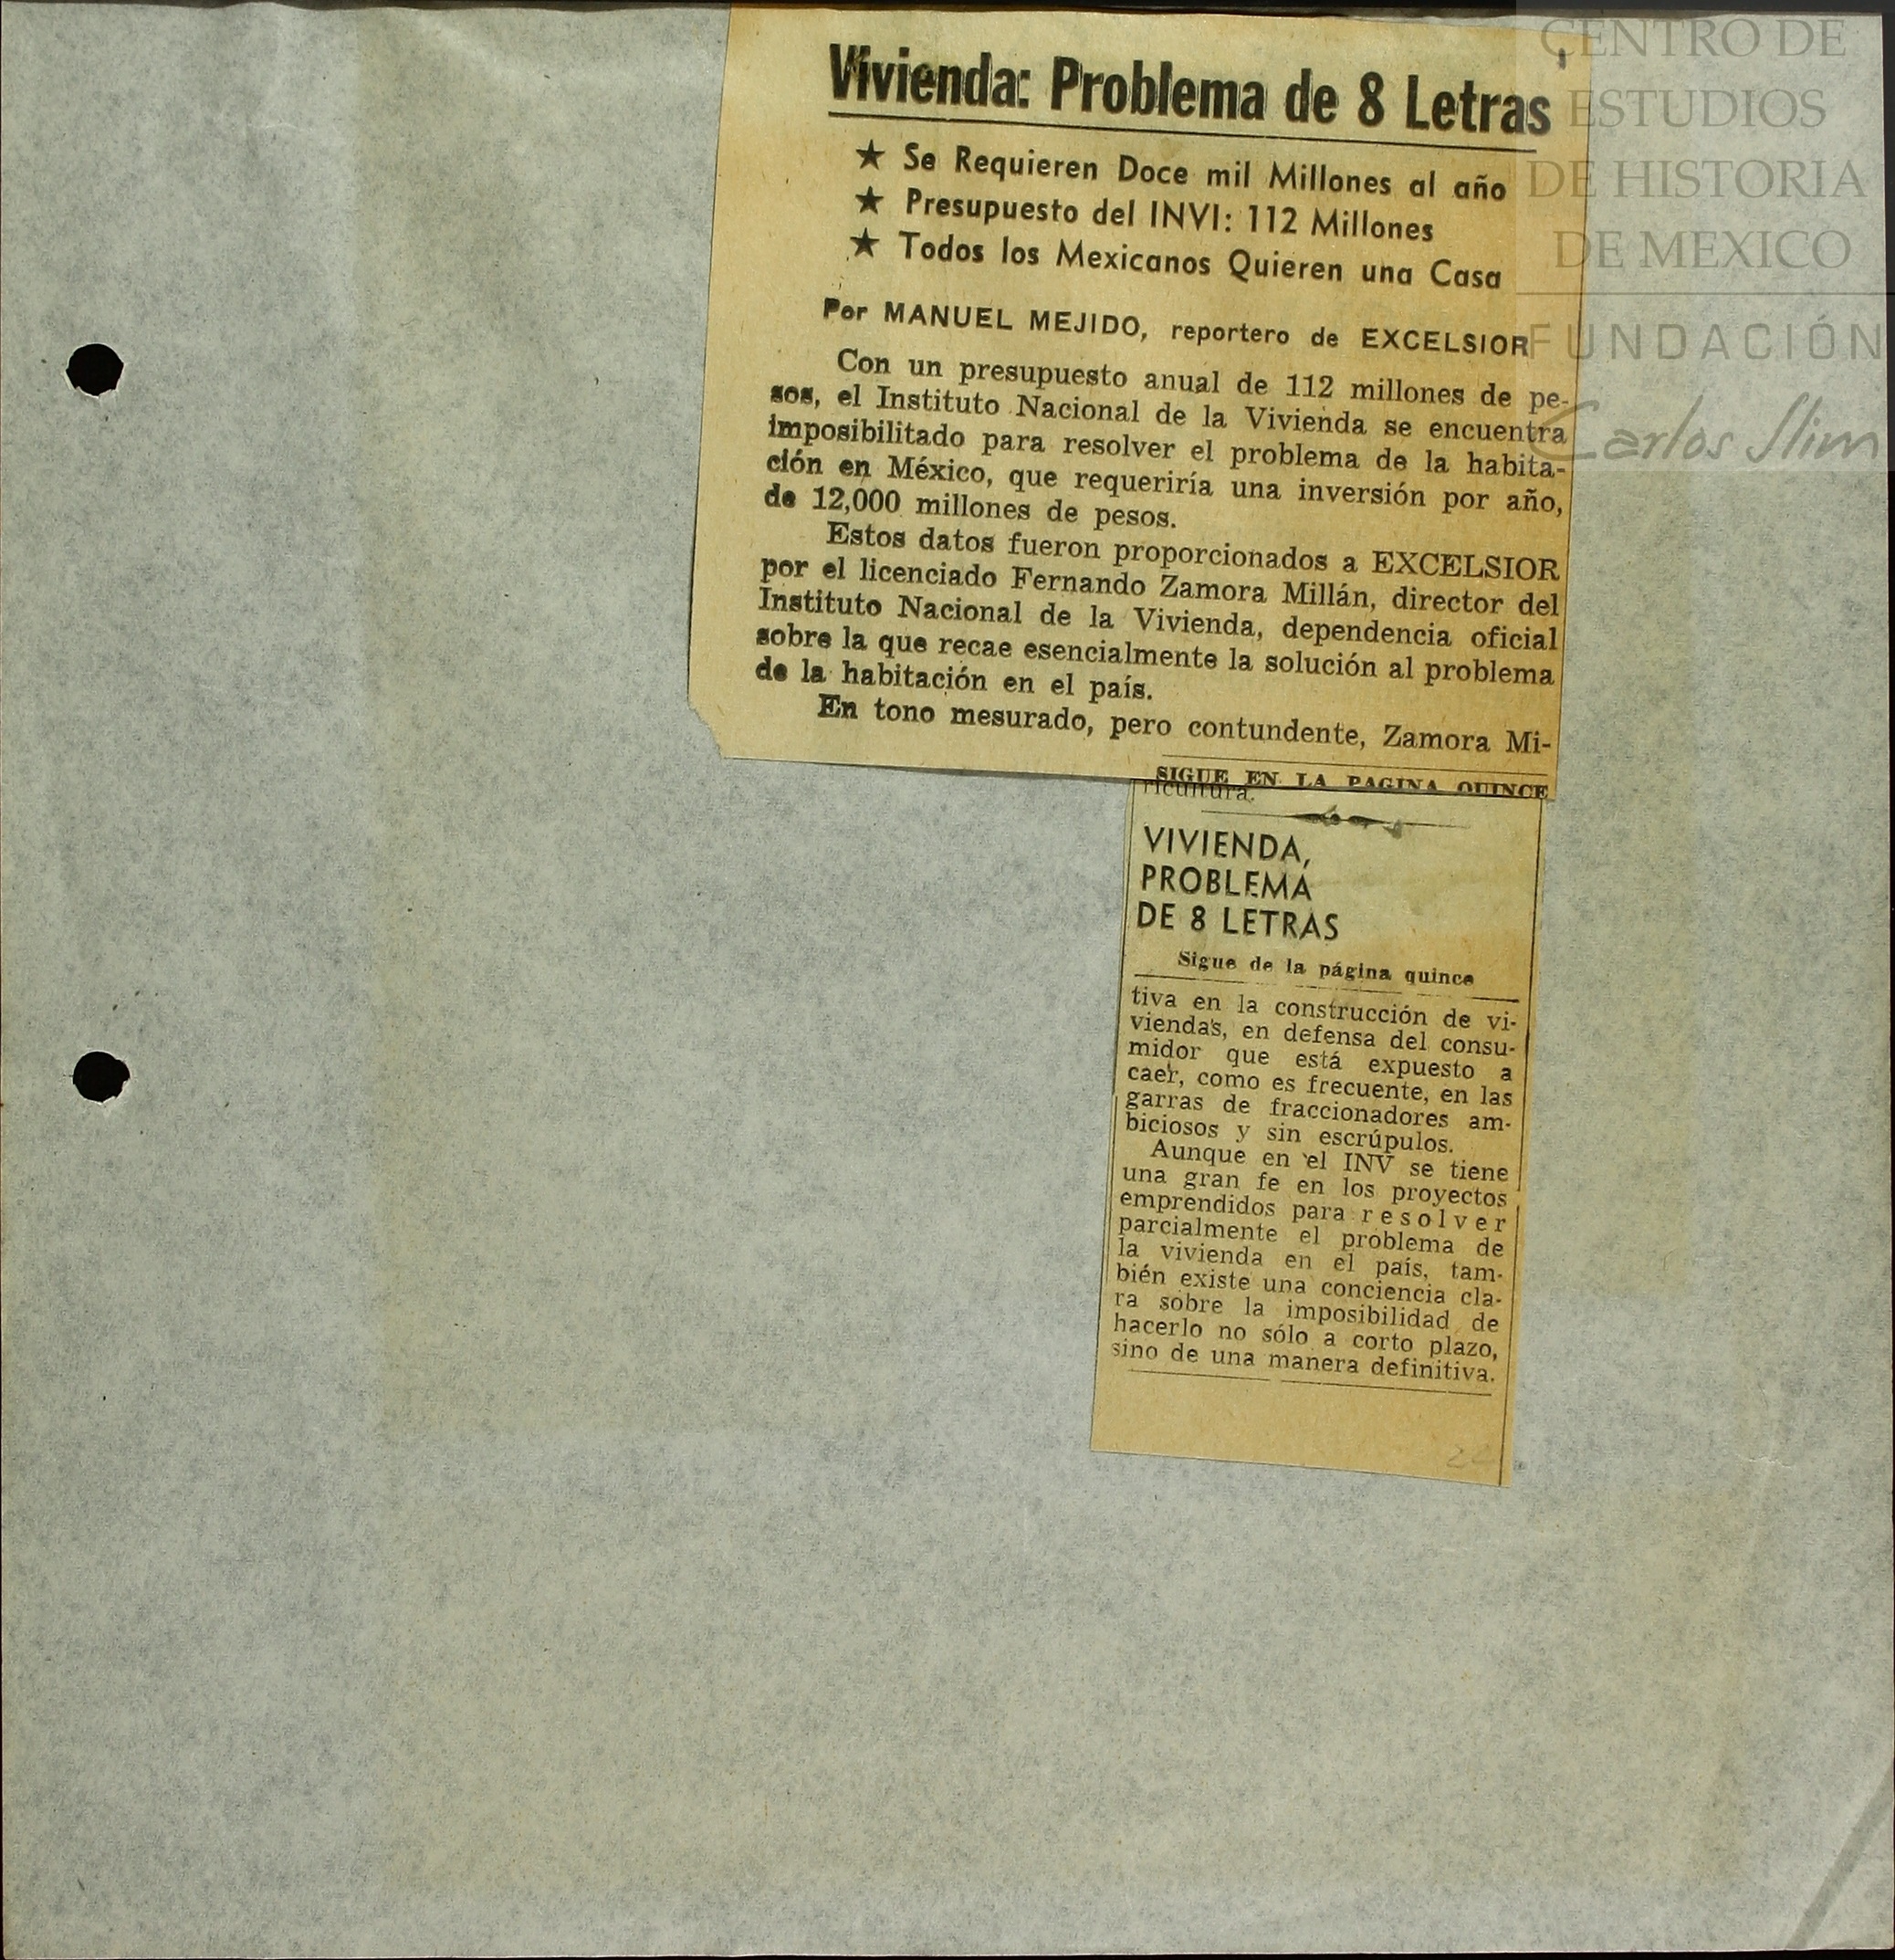 Vivienda: Problema de 8 Letras
★ Se Requieren Doce mil Millones al año
★ Presupuesto del INVI: 112 Millones
★ Todos los Mexicanos Quieren una Casa
Por MANUEL MEJIDO, reportero de EXCELSIOR
Con un presupuesto anual de 112 millones de pe-
sos, el Instituto Nacional de la Vivienda se encuentra
imposibilitado para resolver el problema de la habita-
ción en México, que requeriría una inversión por año,
de 12,000 millones de pesos.
Estos datos fueron proporcionados a EXCELSIOR
por el licenciado Fernando Zamora Millán, director del
Instituto Nacional de la Vivienda, dependencia oficial
sobre la que recae esencialmente la solución al problema
de la habitación en el país.
En tono mesurado, pero contundente, Zamora Mi-
SIGUE EN LA PAGINA QUINCE
ricultura.
VIVIENDA,
PROBLEMA
DE 8 LETRAS
Sigue de la página quince
tiva en la construcción de vi-
viendas, en defensa del consu-
midor que está expuesto a
caer, como es frecuente, en las
garras de fraccionadores am-
biciosos y sin escrúpulos.
Aunque en el INV se tiene
una gran fe en los proyectos
emprendidos para resolver
parcialmente el problema de
la vivienda en el país, tam-
bién existe una conciencia cla-
ra sobre la imposibilidad de
hacerlo no sólo a corto plazo,
sino de una manera definitiva.
CENTRO DE
ESTUDIOS
DE HISTORIA
DE MEXICO
FUNDACIÓN
Carlos Slim